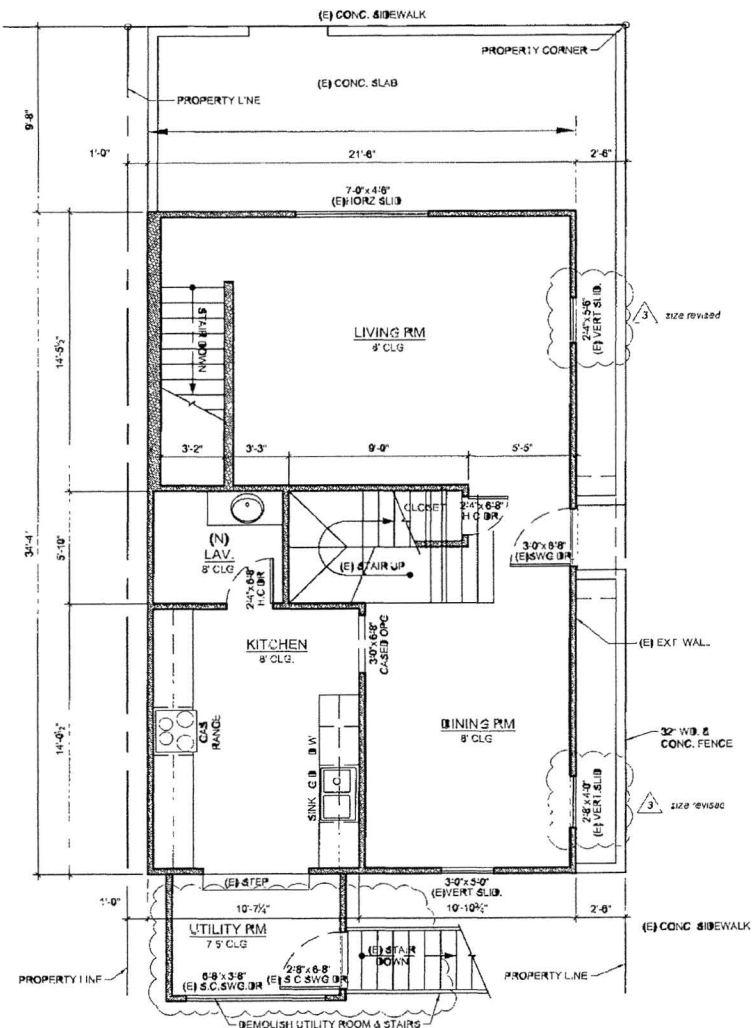 (E) CONC. SIDEWALK
PROPERTY CORNER
(E) CONC. SLAB
PROPERTY LINE
9'-8"
1'-0"
21'-6"
2'-6"
7'-0"x 4'-6"
(E)HORZ SLID
STAIR DOWN
LIVING RM
8' CLG
2'-4"x 5'-6"
(E) VERT SLID.
3
size revised
14'-5½"
3'-2"
3'-3"
9'-0"
5'-5"
34'-4"
5'-10"
(N)
LAV.
8' CLG
2'-4"x 6'-8"
H.C DR
CLOSET
2'-4"x 6'-8"
H C DR.
(E) STAIR UP
3'-0"x 6'-8"
(E)SWG DR.
KITCHEN
8' CLG.
3'-0"x 6'-8"
CASED OPG
(E) EXT WALL
14'-0½"
GAS
RANGE
DINING RM
8' CLG
32" WD. &
CONC. FENCE
SINK G D D W
2'-8"x 4'-0"
(E) VERT SLID
3
size revised
(E) STEP
3'-0"x 5'-0"
(E)VERT SLID.
1'-0"
10'-7¼"
10'-10¾"
2'-6"
(E) CONC SIDEWALK
UTILITY RM
7 5' CLG
(E) STAIR
DOWN
6'-8"x 3'-8"
(E) S.C.SWG.DR
2'-8"x 6'-8"
(E) S C SWG DR.
PROPERTY LINE
PROPERTY LINE
DEMOLISH UTILITY ROOM & STAIRS